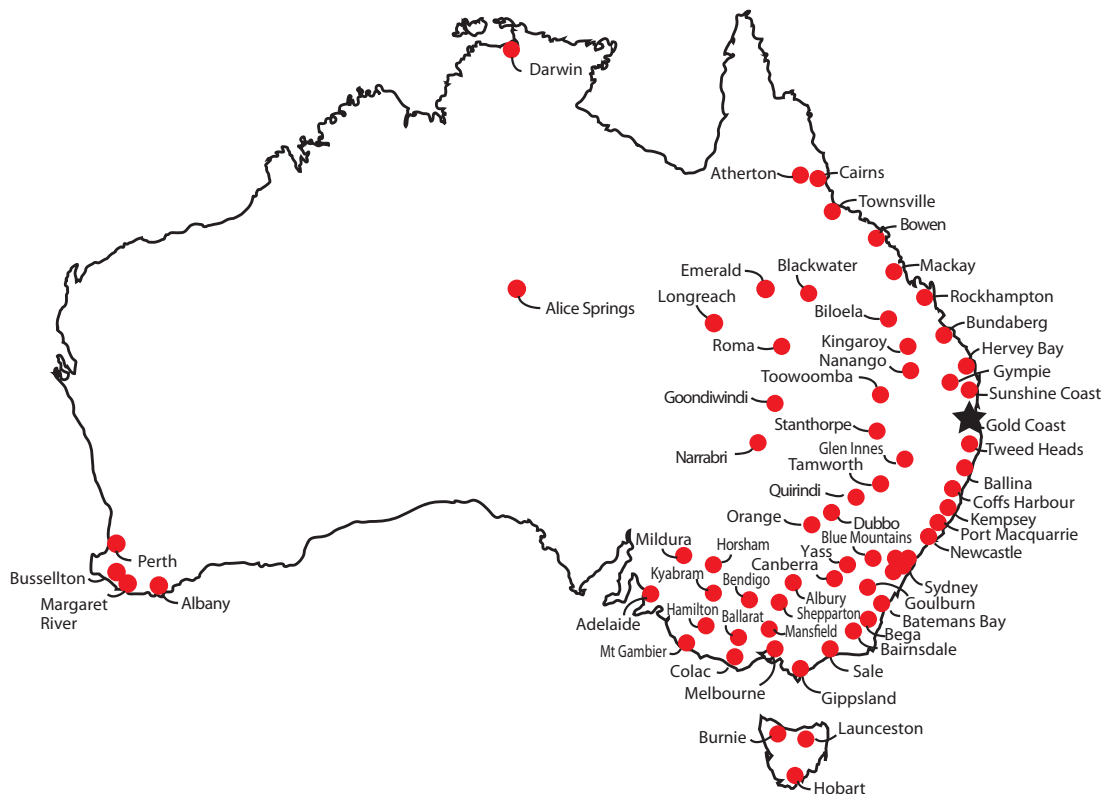 Darwin
Atherton
Cairns
Townsville
Bowen
Mackay
Blackwater
Emerald
Longreach
Rockhampton
Alice Springs
Biloela
Bundaberg
Kingaroy
Roma
Hervey Bay
Nanango
Gympie
Toowoomba
Sunshine Coast
Goondiwindi
Stanthorpe
Gold Coast
Glen Innes
Tweed Heads
Narrabri
Tamworth
Ballina
Quirindi
Coffs Harbour
Orange
Dubbo
Kempsey
Port Macquarrie
Blue Mountains
Mildura
Horsham
Yass
Newcastle
Perth
Canberra
Kyabram
Bendigo
Bussellton
Sydney
Margaret
River
Albany
Albury
Goulburn
Adelaide
Hamilton
Ballarat
Shepparton
Batemans Bay
Mansfield
Bega
Mt Gambier
Bairnsdale
Colac
Sale
Melbourne
Gippsland
Burnie
Launceston
Hobart